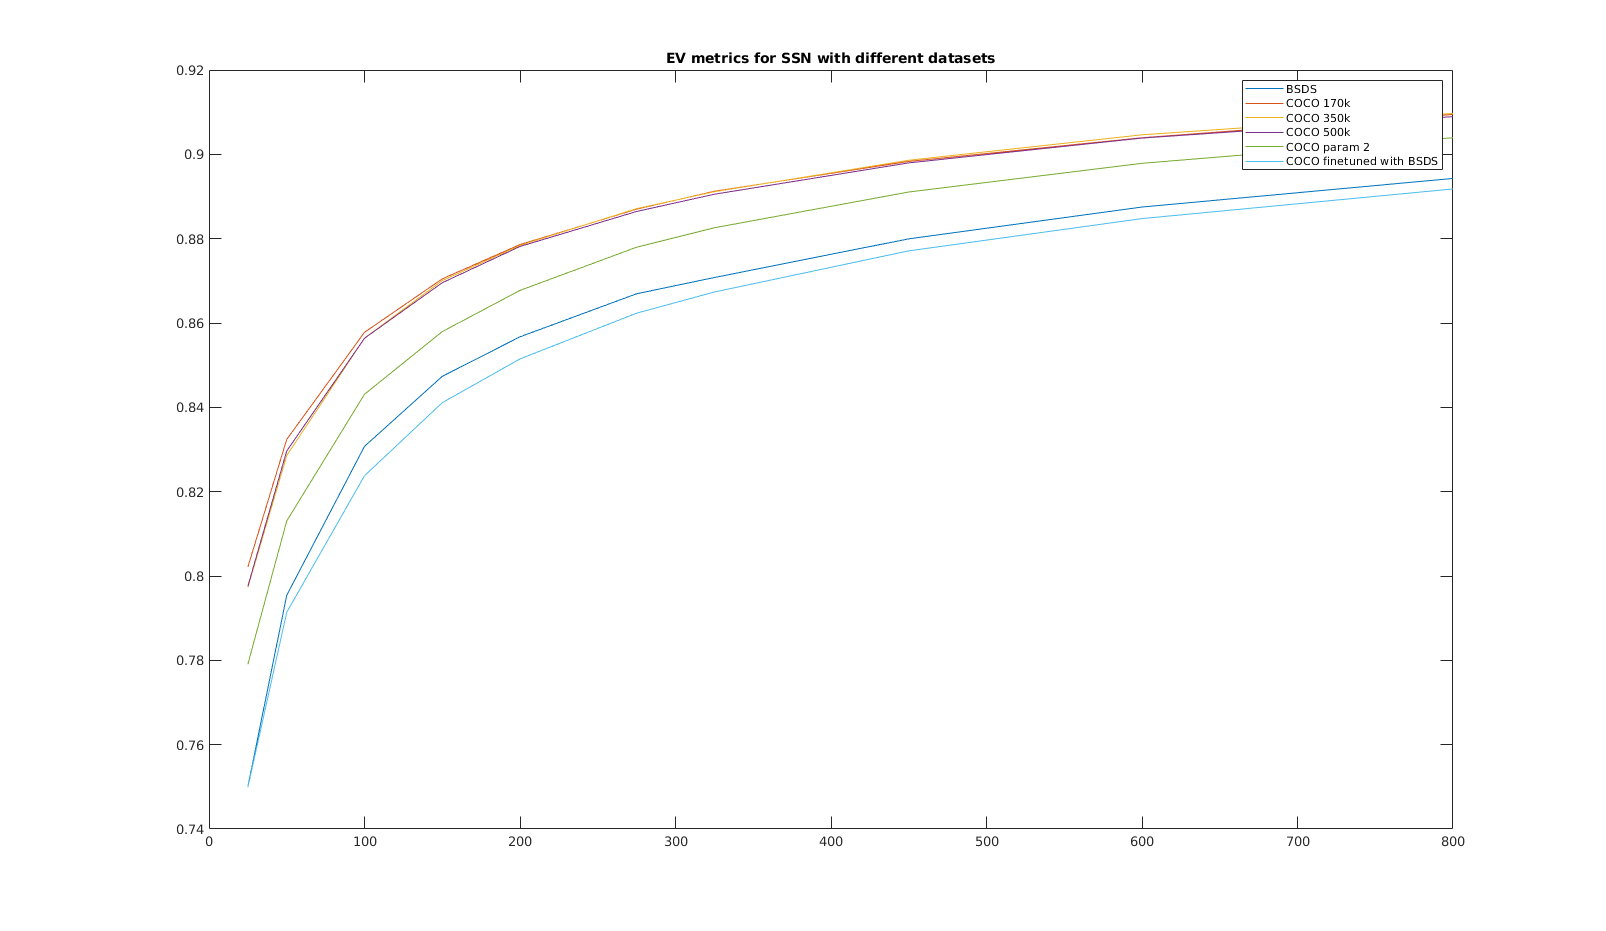 EV metrics for SSN with different datasets
0.92
0.9
0.88
0.86
0.84
0.82
0.8
0.78
0.76
0.74
BSDS
COCO 170k
COCO 350k
COCO 500k
COCO param 2
COCO finetuned with BSDS
0 100 200 300 400 500 600 700 800